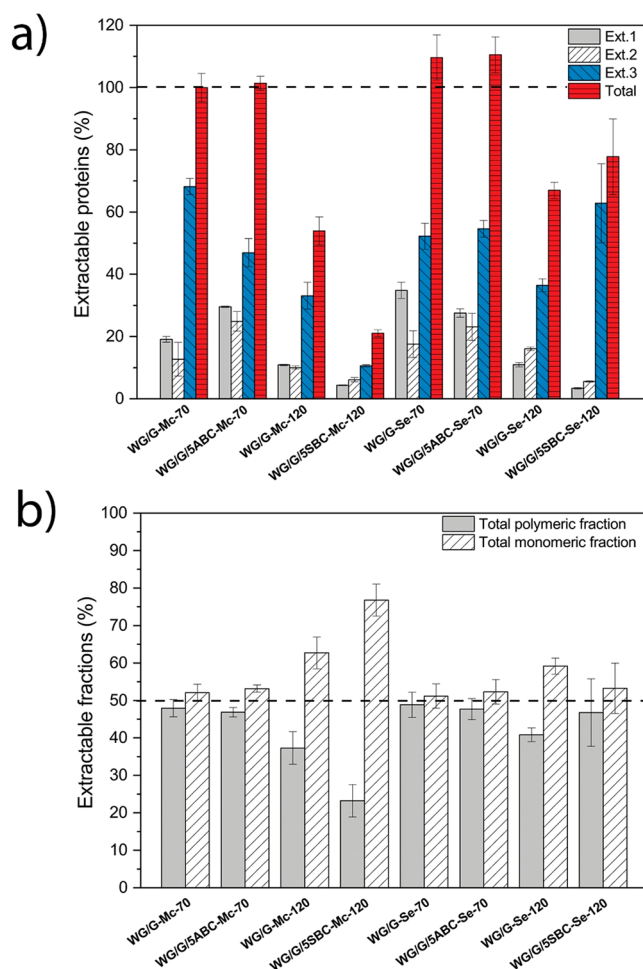 a)
Extractable proteins (%)
120
100
80
60
40
20
0
Ext.1
Ext.2
Ext.3
Total
WG/G-Mc-70
WG/G/5ABC-Mc-70
WG/G-Mc-120
WG/G/5SBC-Mc-120
WG/G-Se-70
WG/G/5ABC-Se-70
WG/G-Se-120
WG/G/5SBC-Se-120
b)
Extractable fractions (%)
100
90
80
70
60
50
40
30
20
10
0
Total polymeric fraction
Total monomeric fraction
WG/G-Mc-70
WG/G/5ABC-Mc-70
WG/G-Mc-120
WG/G/5SBC-Mc-120
WG/G-Se-70
WG/G/5ABC-Se-70
WG/G-Se-120
WG/G/5SBC-Se-120